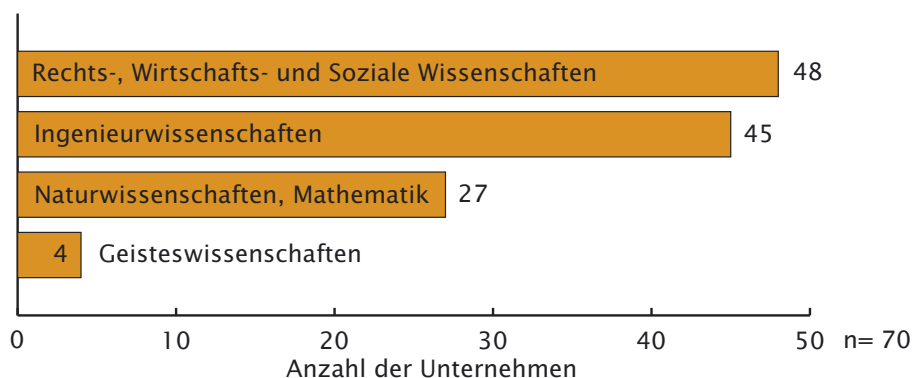 Rechts-, Wirtschafts- und Soziale Wissenschaften 48
Ingenieurwissenschaften 45
Naturwissenschaften, Mathematik 27
4 Geisteswissenschaften
0 10 20 30 40 50 n= 70
Anzahl der Unternehmen